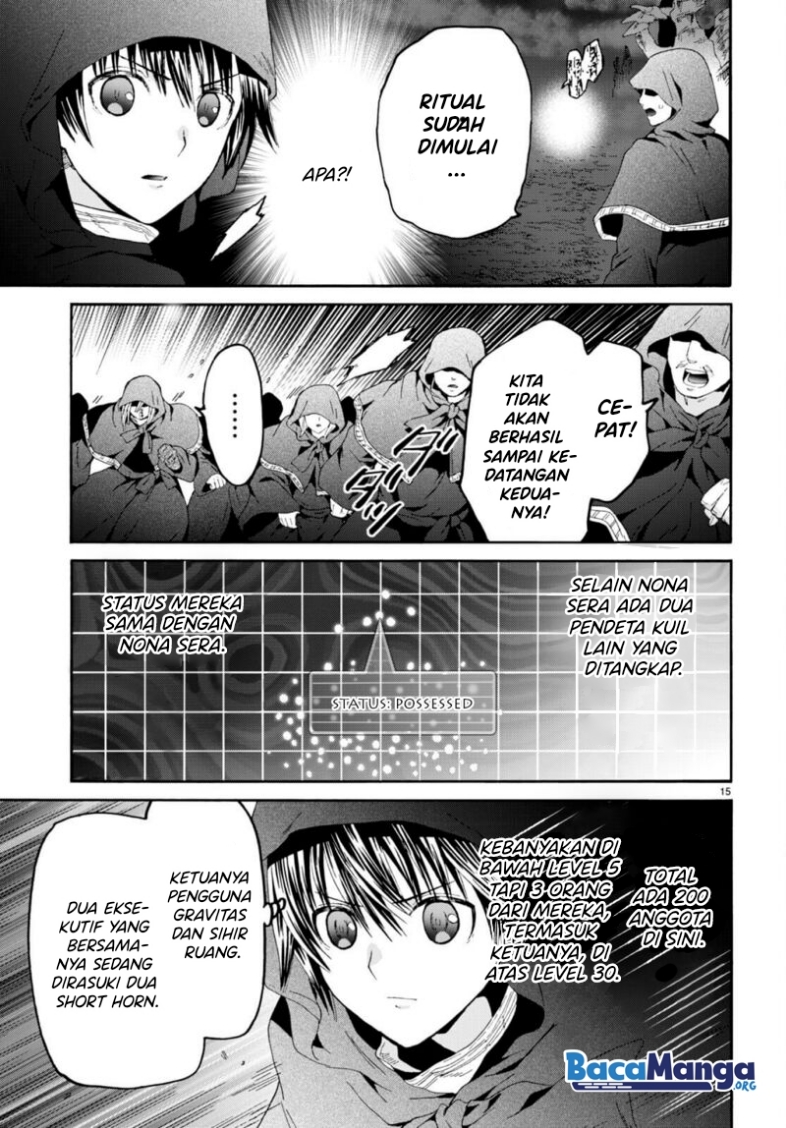 RITUAL
SUDAH
DIMULAI
...
APA?!
CE-
PAT!
KITA
TIDAK
AKAN
BERHASIL
SAMPAI KE-
DATANGAN
KEDUA-
NYA!
......
SELAIN NONA
SERA ADA DUA
PENDETA KUIL
LAIN YANG
DITANGKAP.
STATUS MEREKA
SAMA DENGAN
NONA SERA.
STATUS: POSSESSED
15
TOTAL
ADA 200
ANGGOTA
DI SINI.
KEBANYAKAN DI
BAWAH LEVEL 5
TAPI 3 ORANG
DARI MEREKA,
TERMASUK
KETUANYA, DI
ATAS LEVEL 30.
KETUANYA
PENGGUNA
GRAVITAS
DAN SIHIR
RUANG.
DUA EKSE-
KUTIF YANG
BERSAMA-
NYA SEDANG
DIRASUKI DUA
SHORT HORN.
BacaManga
.ORG